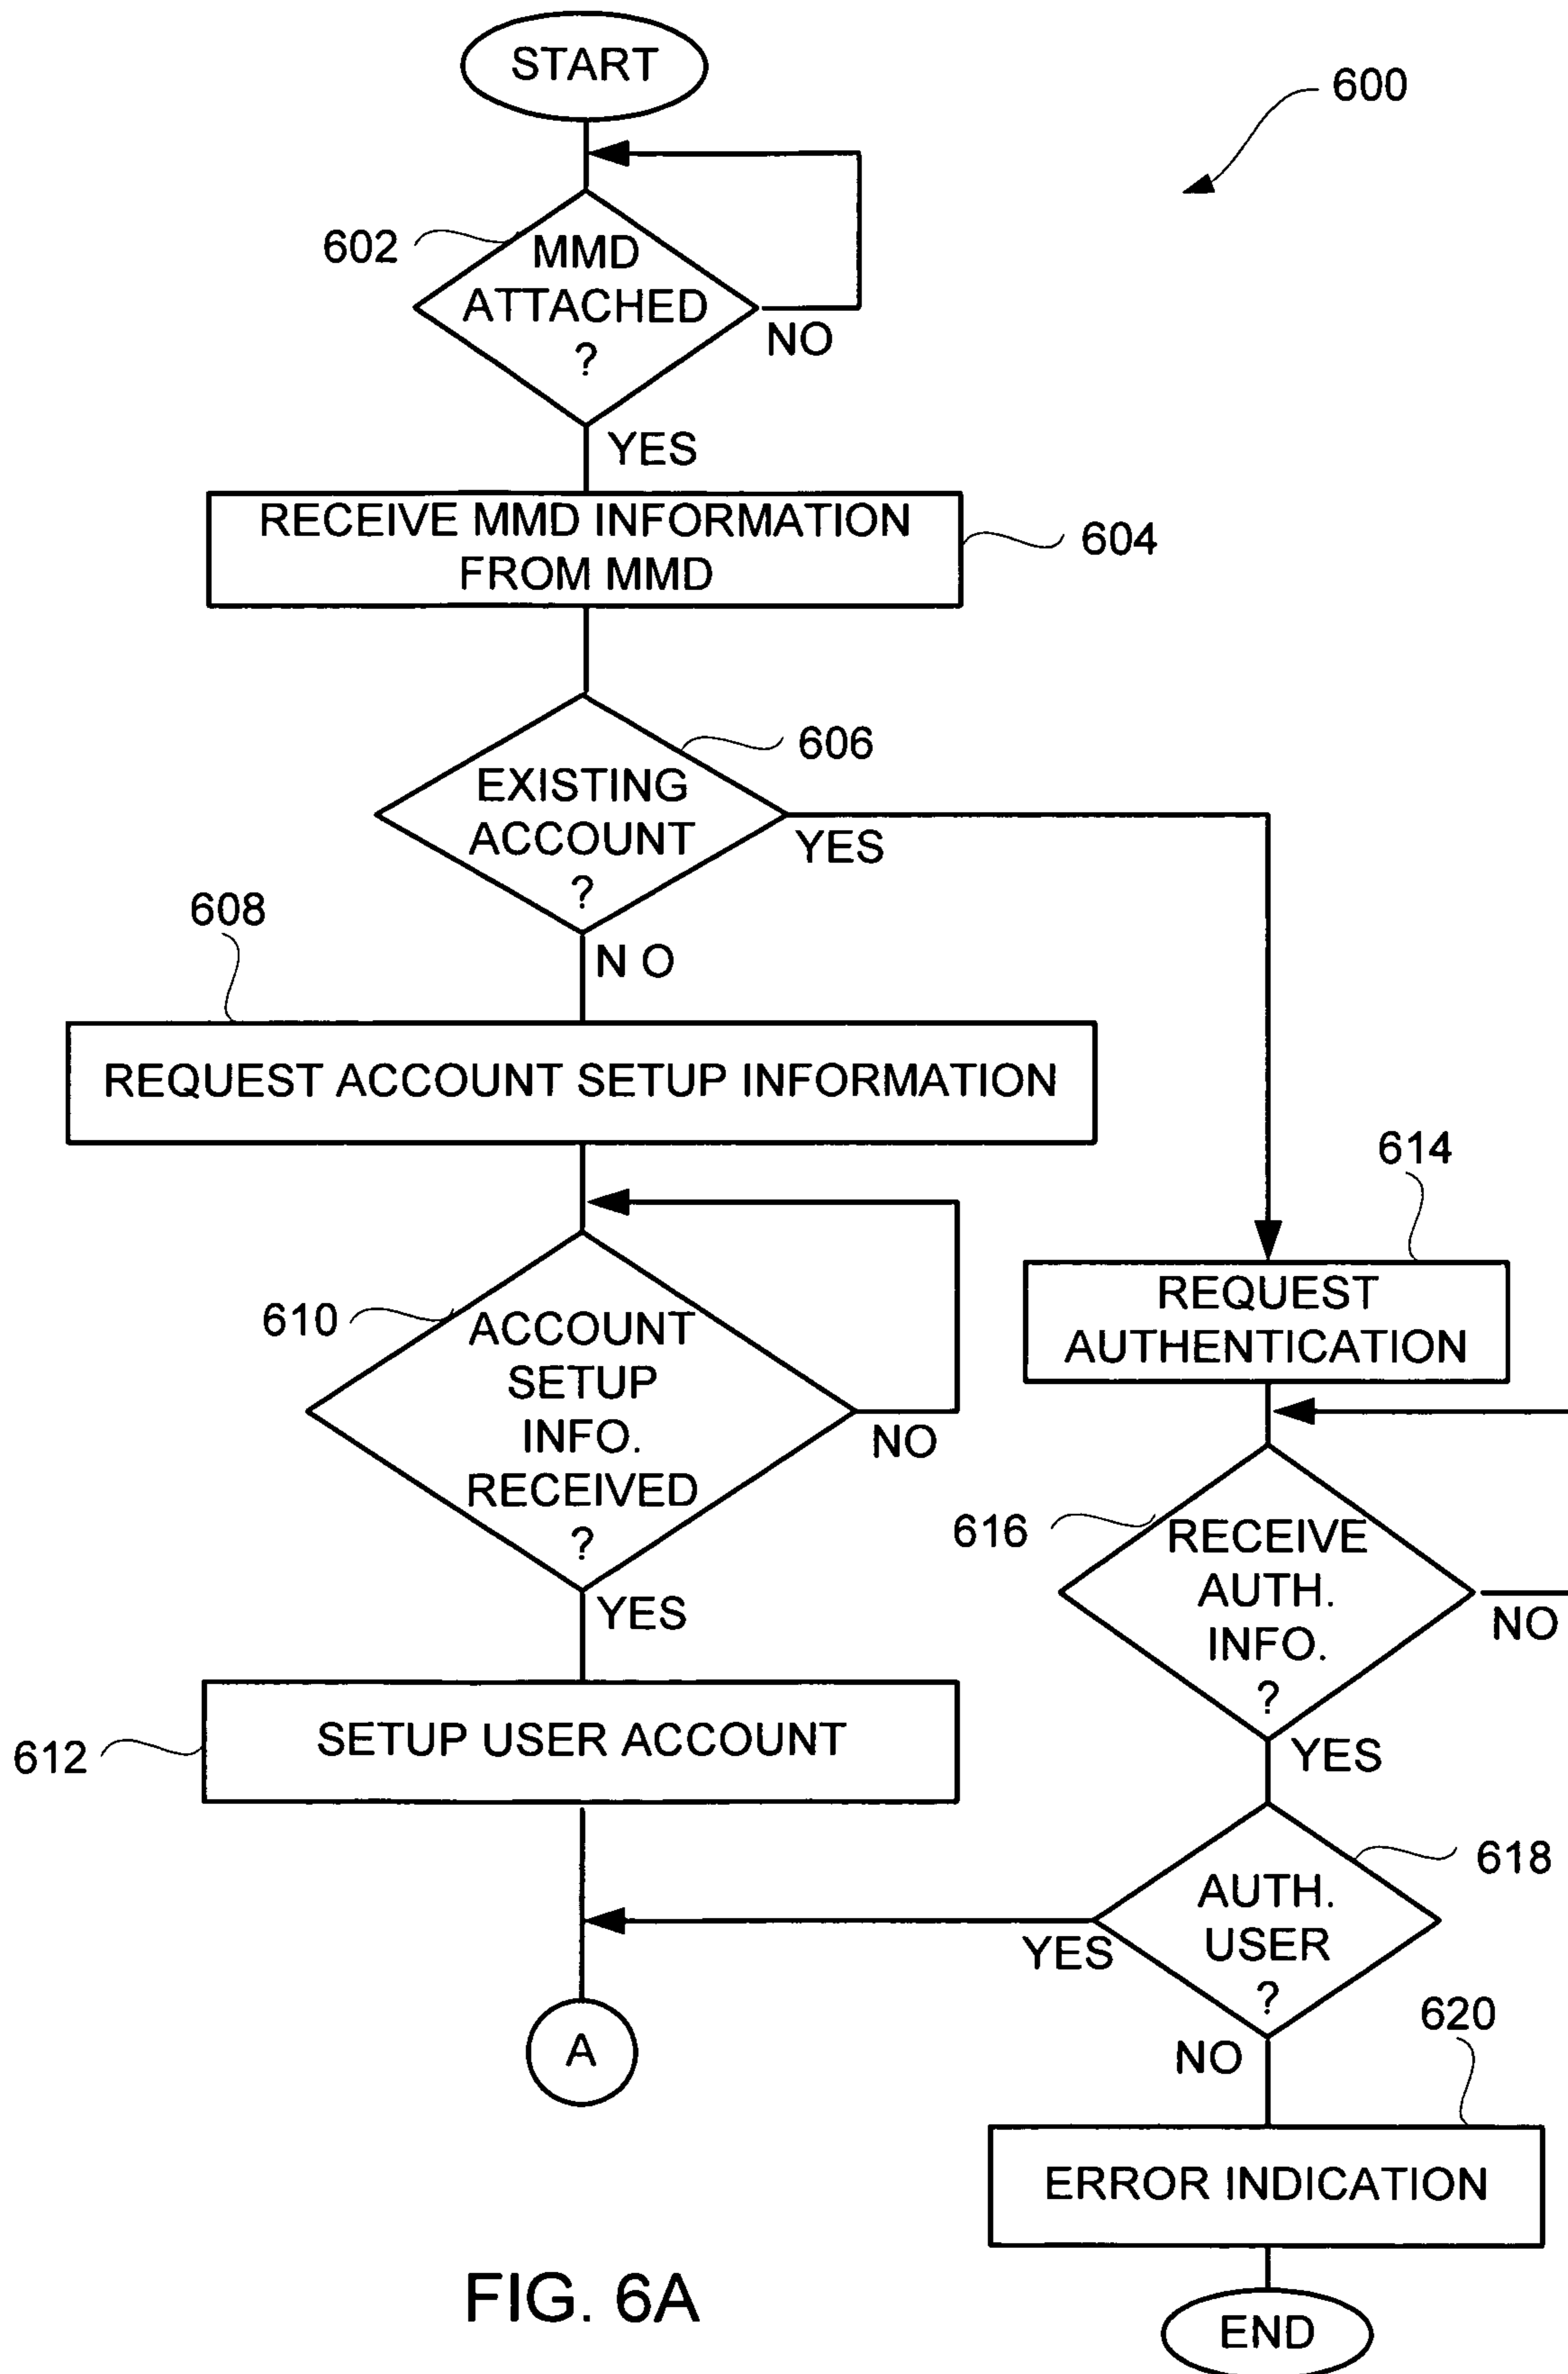 START
600
602
MMD
ATTACHED
?
NO
YES
RECEIVE MMD INFORMATION
FROM MMD
604
606
EXISTING
ACCOUNT
?
YES
608
N O
REQUEST ACCOUNT SETUP INFORMATION
614
REQUEST
AUTHENTICATION
610
ACCOUNT
SETUP
INFO.
RECEIVED
?
NO
YES
616
RECEIVE
AUTH.
INFO.
?
NO
YES
612
SETUP USER ACCOUNT
618
AUTH.
USER
?
YES
NO
A
620
ERROR INDICATION
END
FIG. 6A